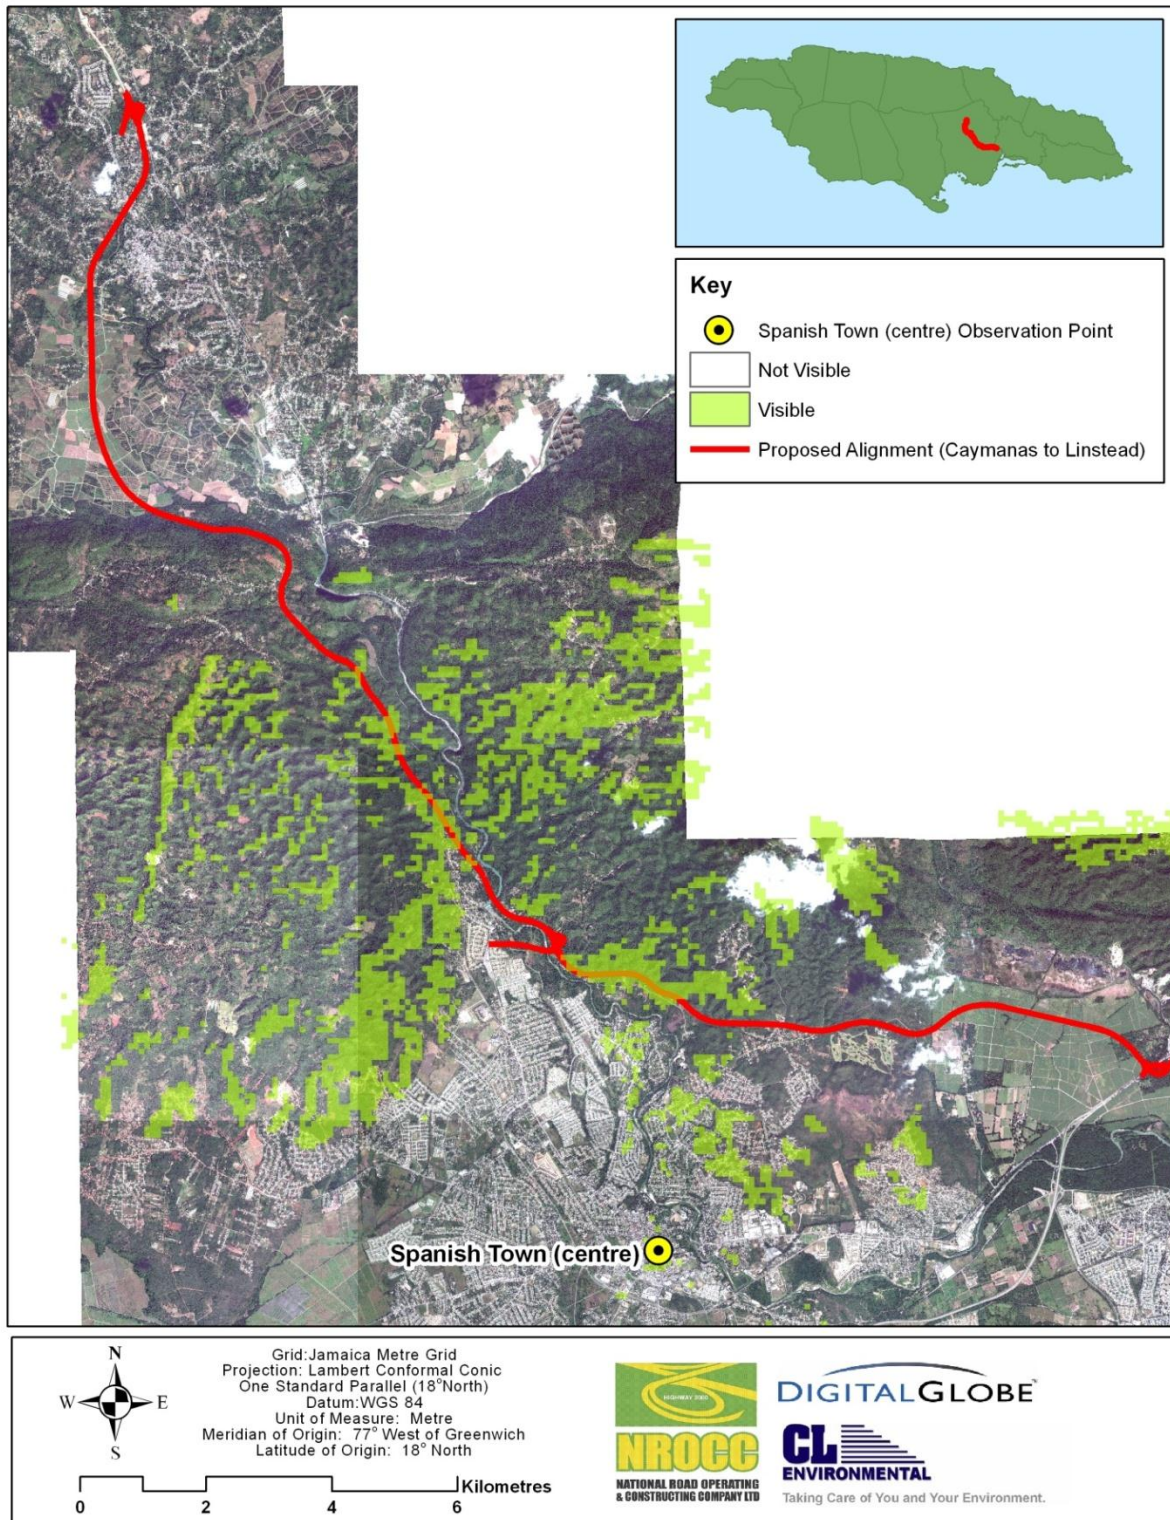 Key
Spanish Town (centre) Observation Point
Not Visible
Visible
Proposed Alignment (Caymanas to Linstead)
Spanish Town (centre)
N
W E
S
Grid:Jamaica Metre Grid
Projection: Lambert Conformal Conic
One Standard Parallel (18°North)
Datum:WGS 84
Unit of Measure: Metre
Meridian of Origin: 77° West of Greenwich
Latitude of Origin: 18° North
Kilometres
0 2 4 6
HIGHWAY 2000
NROCC
NATIONAL ROAD OPERATING
& CONSTRUCTING COMPANY LTD
DIGITALGLOBE
CL
ENVIRONMENTAL
Taking Care of You and Your Environment.